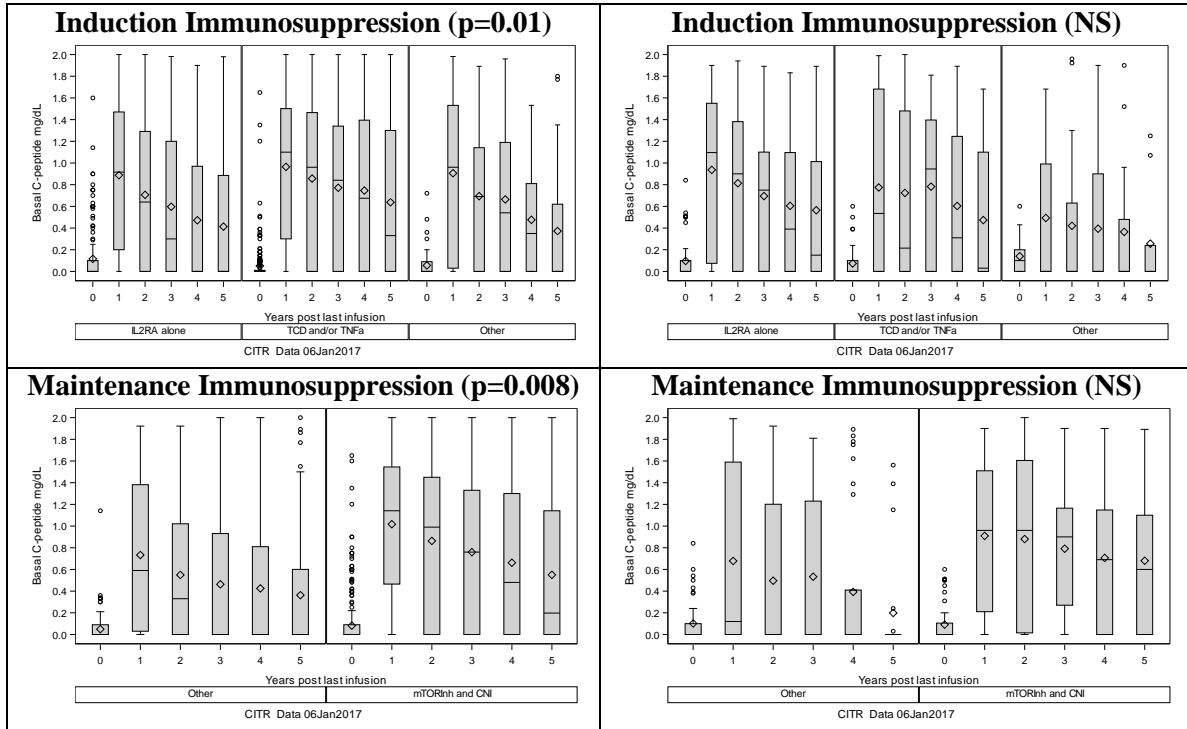 Induction Immunosuppression (p=0.01)
Basal C-peptide mg/dL
2.0
1.8
1.6
1.4
1.2
1.0
0.8
0.6
0.4
0.2
0.0
0 1 2 3 4 5 0 1 2 3 4 5 0 1 2 3 4 5
Years post last infusion
IL2RA alone TCD and/or TNFa Other
CITR Data 06Jan2017
Induction Immunosuppression (NS)
Basal C-peptide mg/dL
2.0
1.8
1.6
1.4
1.2
1.0
0.8
0.6
0.4
0.2
0.0
0 1 2 3 4 5 0 1 2 3 4 5 0 1 2 3 4 5
Years post last infusion
IL2RA alone TCD and/or TNFa Other
CITR Data 06Jan2017
Maintenance Immunosuppression (p=0.008)
Basal C-peptide mg/dL
2.0
1.8
1.6
1.4
1.2
1.0
0.8
0.6
0.4
0.2
0.0
0 1 2 3 4 5 0 1 2 3 4 5
Years post last infusion
Other mTORInh and CNI
CITR Data 06Jan2017
Maintenance Immunosuppression (NS)
Basal C-peptide mg/dL
2.0
1.8
1.6
1.4
1.2
1.0
0.8
0.6
0.4
0.2
0.0
0 1 2 3 4 5 0 1 2 3 4 5
Years post last infusion
Other mTORInh and CNI
CITR Data 06Jan2017